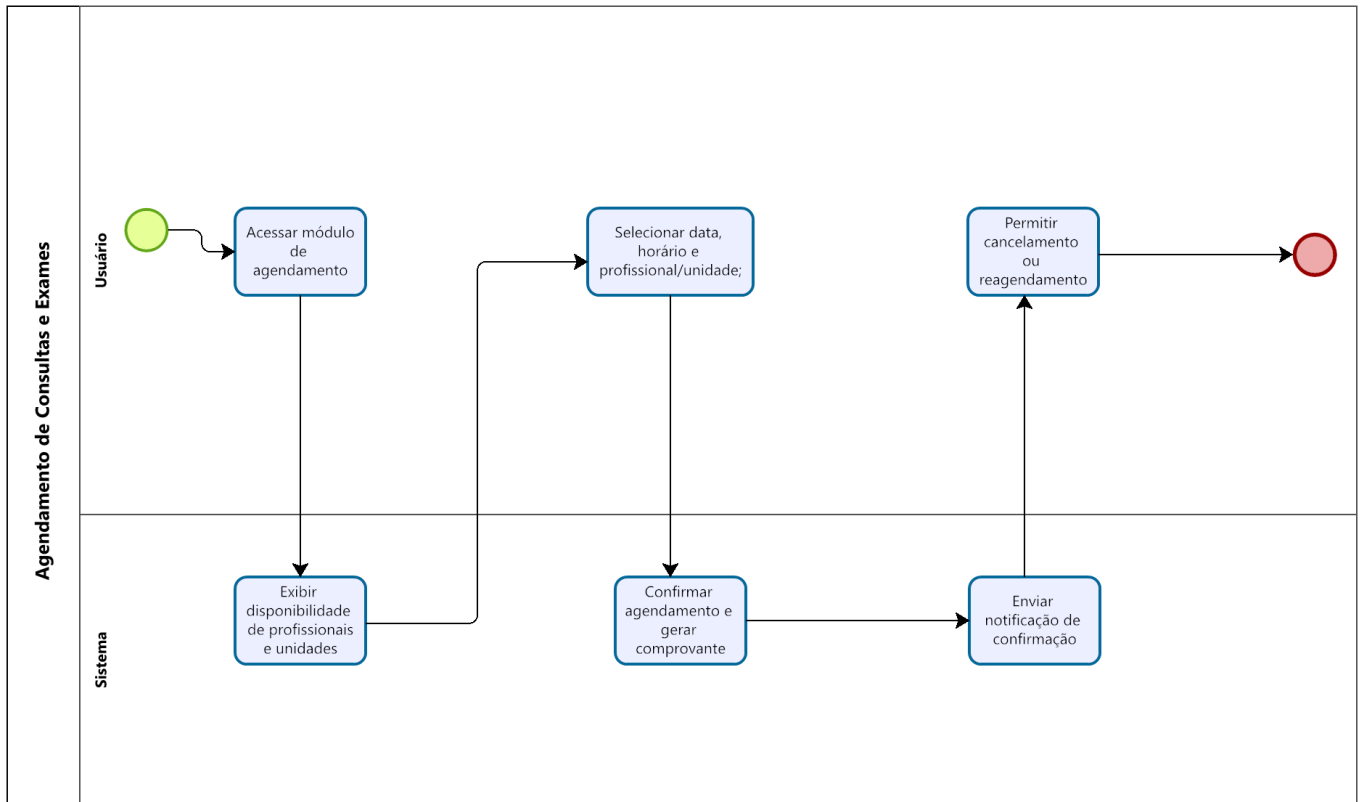 Agendamento de Consultas e Exames
Usuário
Acessar módulo
de
agendamento
Selecionar data,
horário e
profissional/unidade;
Permitir
cancelamento
ou
reagendamento
Sistema
Exibir
disponibilidade
de profissionais
e unidades
Confirmar
agendamento e
gerar
comprovante
Enviar
notificação de
confirmação